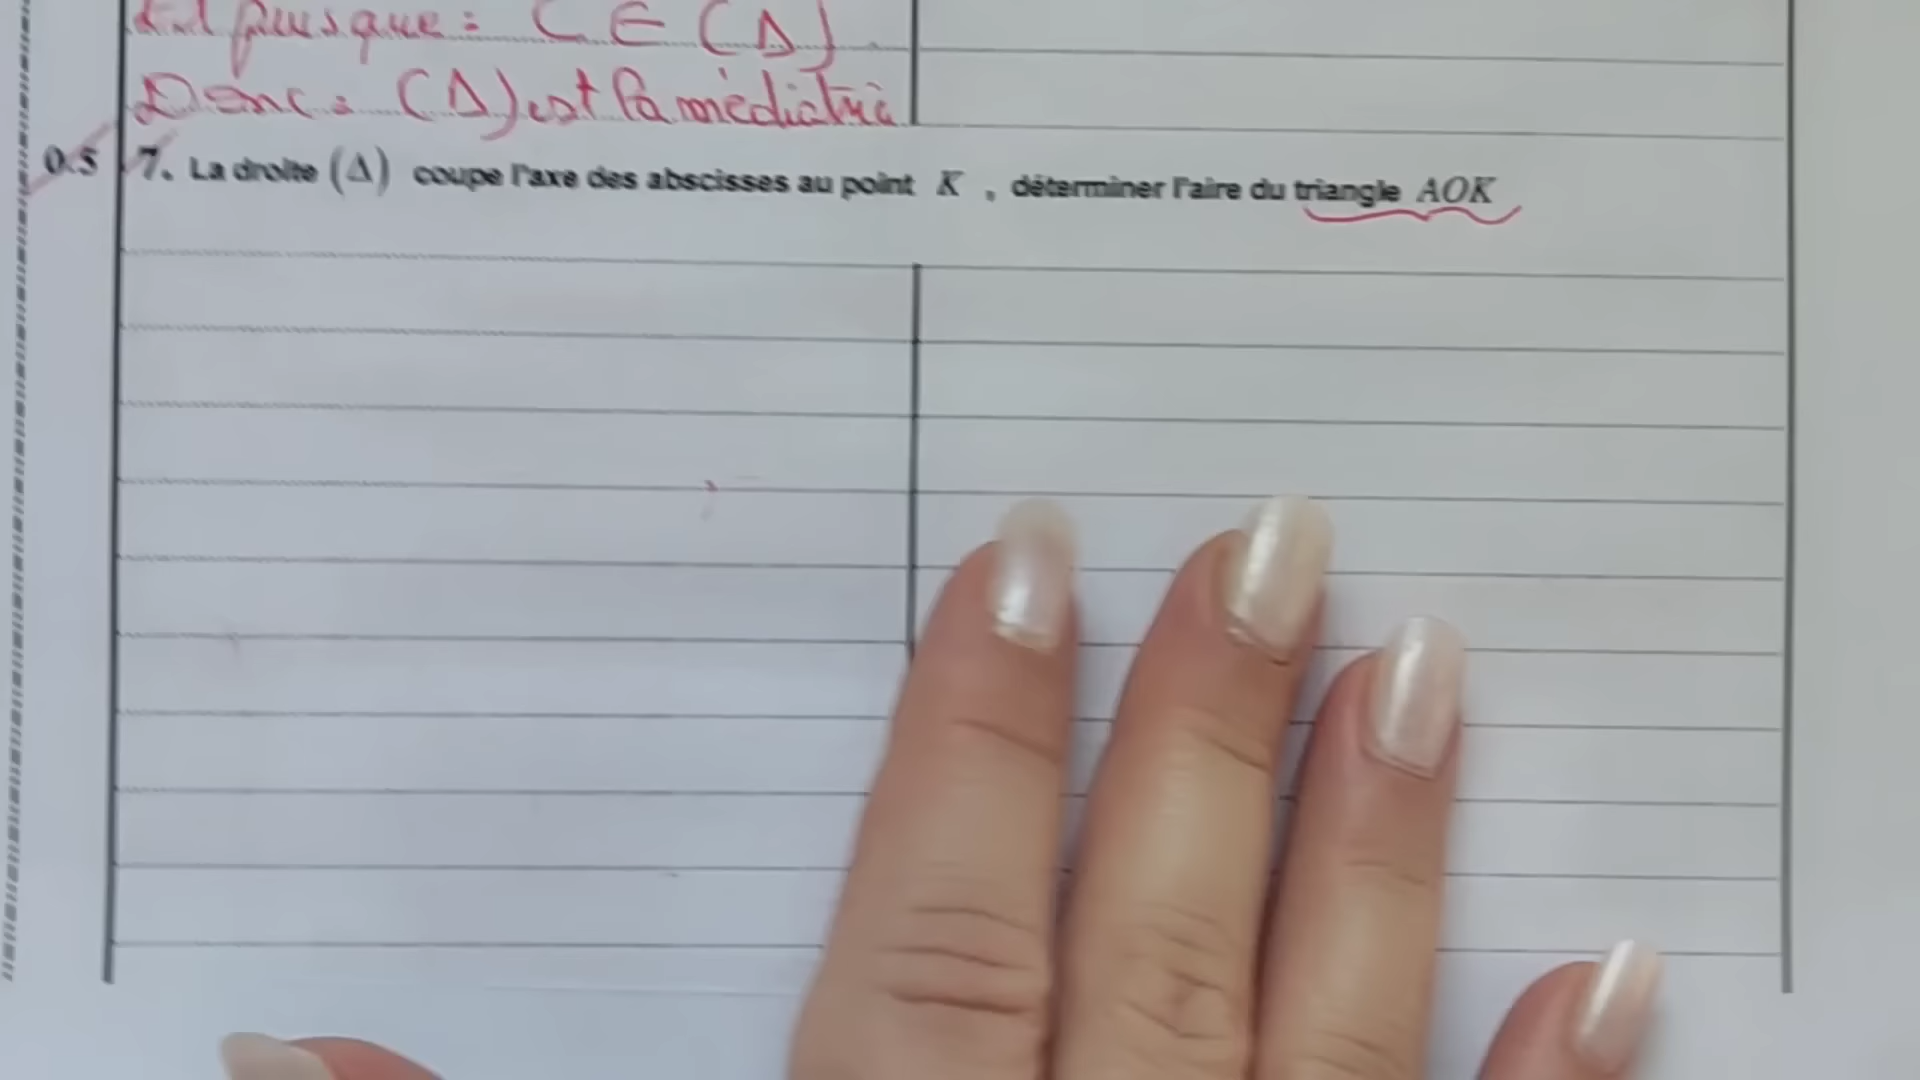 Et puisque : C ∈ (Δ)
Donc : (Δ) est la médiatric
0.5 7. La droite (Δ) coupe l'axe des abscisses au point K , déterminer l'aire du triangle AOK